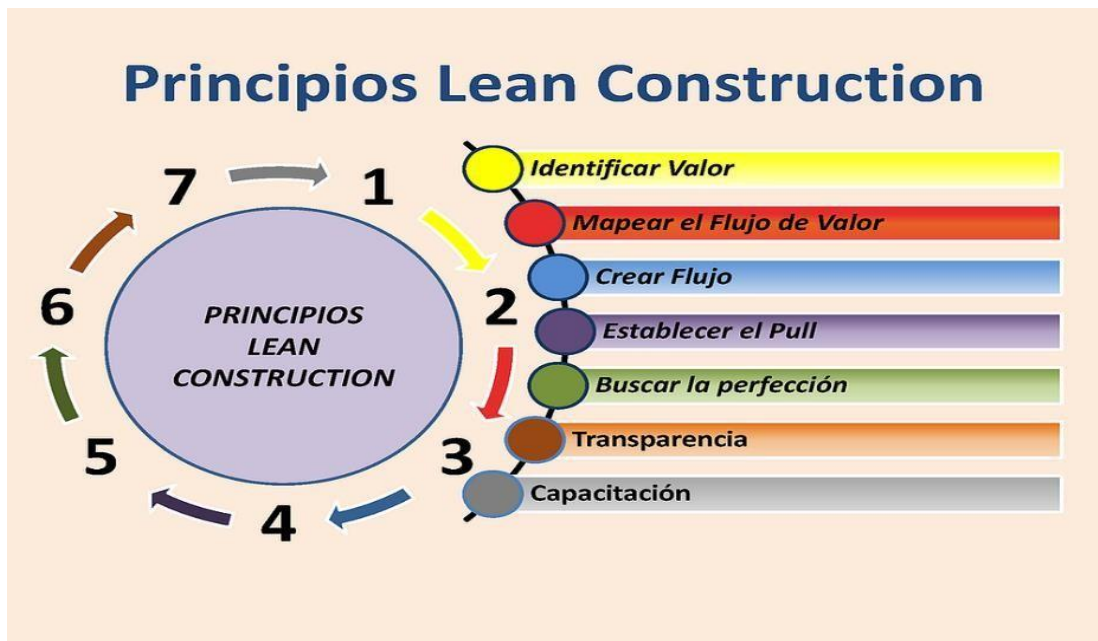 Principios Lean Construction
7
1
6
2
5
3
4
PRINCIPIOS
LEAN
CONSTRUCTION
Identificar Valor
Mapear el Flujo de Valor
Crear Flujo
Establecer el Pull
Buscar la perfección
Transparencia
Capacitación